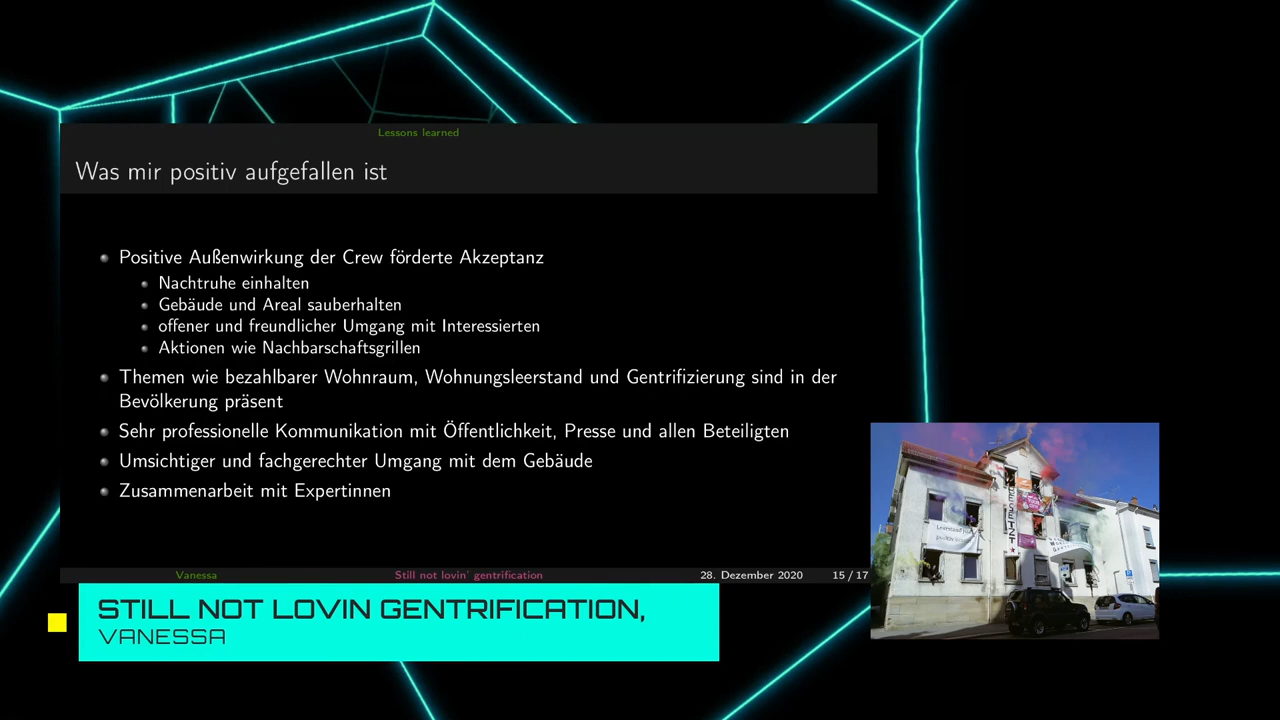 Lessons learned
Was mir positiv aufgefallen ist
Positive Außenwirkung der Crew förderte Akzeptanz
Nachtruhe einhalten
Gebäude und Areal sauberhalten
offener und freundlicher Umgang mit Interessierten
Aktionen wie Nachbarschaftsgrillen
Themen wie bezahlbarer Wohnraum, Wohnungsleerstand und Gentrifizierung sind in der
Bevölkerung präsent
Sehr professionelle Kommunikation mit Öffentlichkeit, Presse und allen Beteiligten
Umsichtiger und fachgerechter Umgang mit dem Gebäude
Zusammenarbeit mit Expertinnen
Vanessa
Still not lovin' gentrification
28. Dezember 2020
15 / 17
STILL NOT LOVIN GENTRIFICATION,
VANESSA
BESETZT